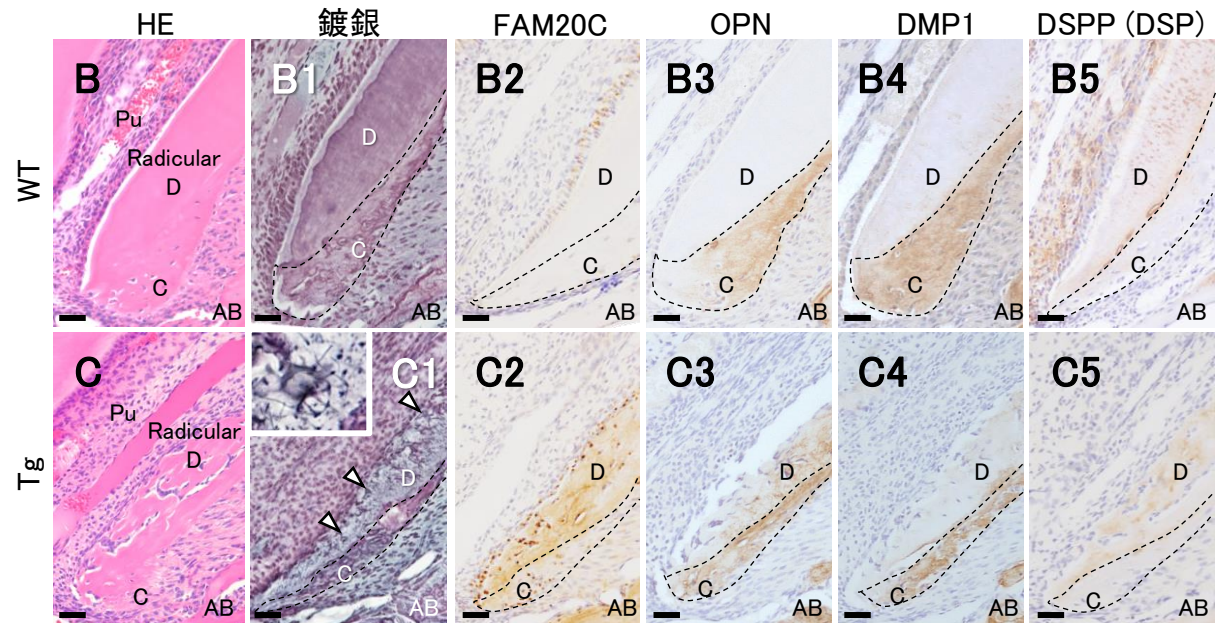 HE 鍍銀 FAM20C OPN DMP1 DSPP (DSP)
WT
B B1 B2 B3 B4 B5
Pu
Radicular
D D D D D D
C C C C C C
AB AB AB AB AB AB
Tg
C C1 C2 C3 C4 C5
Pu
Radicular
D D D D D D
C C C C C C
AB AB AB AB AB AB